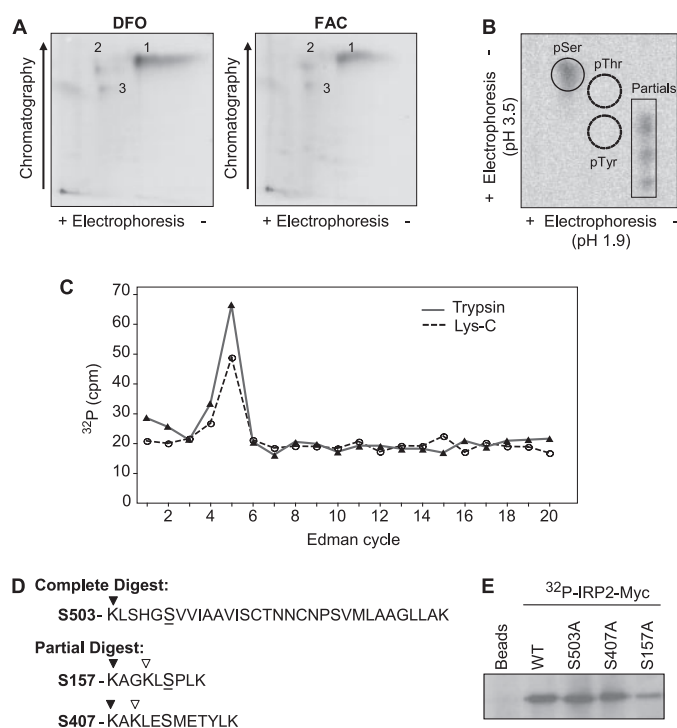 A
DFO
FAC
2
1
3
Chromatography
+ Electrophoresis -
2
1
3
Chromatography
+ Electrophoresis -
B
pSer
pThr
Partials
pTyr
+ Electrophoresis -
(pH 3.5)
+ Electrophoresis -
(pH 1.9)
C
70
60
50
40
30
20
10
0
32P (cpm)
Trypsin
Lys-C
2 4 6 8 10 12 14 16 18 20
Edman cycle
D
Complete Digest:
S503- KLSHGSVVIAAVISCTNNCNPSVMLAAGLLAK
Partial Digest:
S157 - KAGKLSPLK
S407 - KAKLESMETYLK
E
32P-IRP2-Myc
Beads
WT
S503A
S407A
S157A